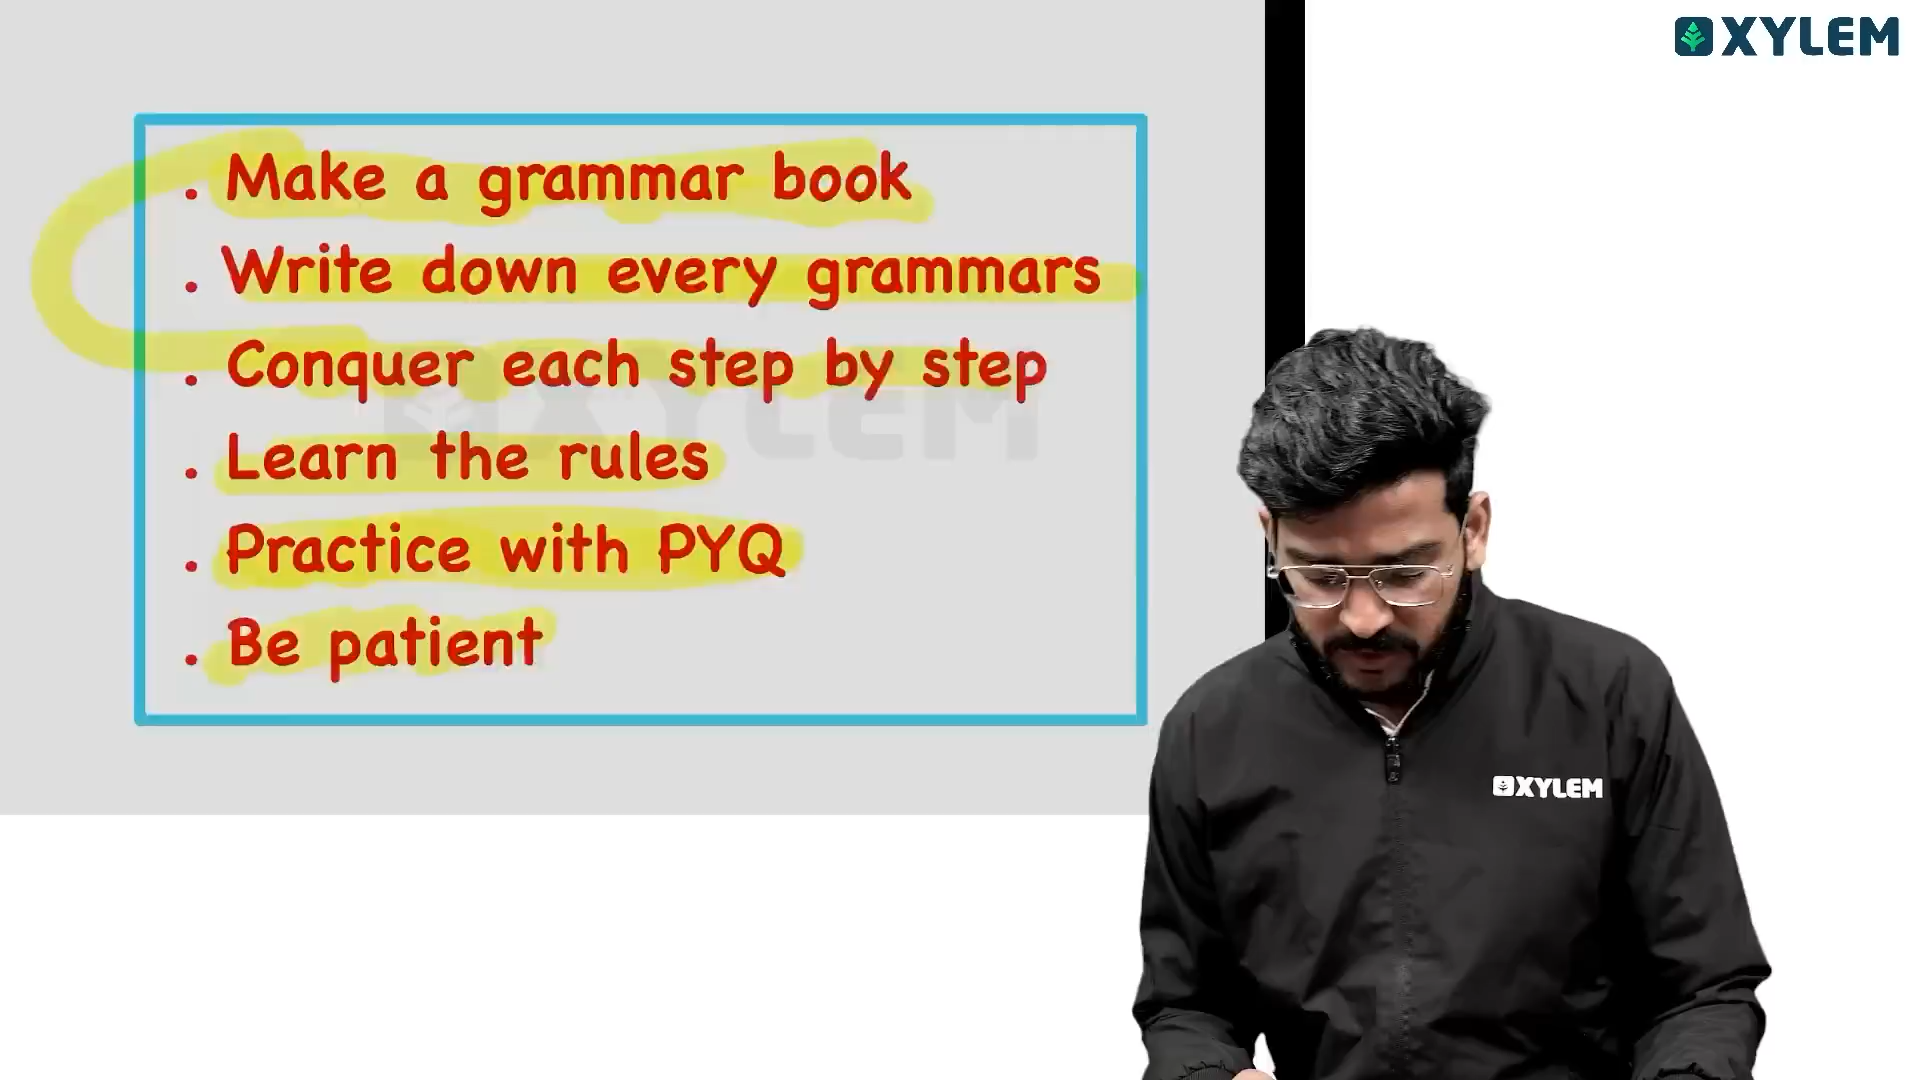 XYLEM
. Make a grammar book
. Write down every grammars
. Conquer each step by step
. Learn the rules
. Practice with PYQ
. Be patient
XYLEM
XYLEM